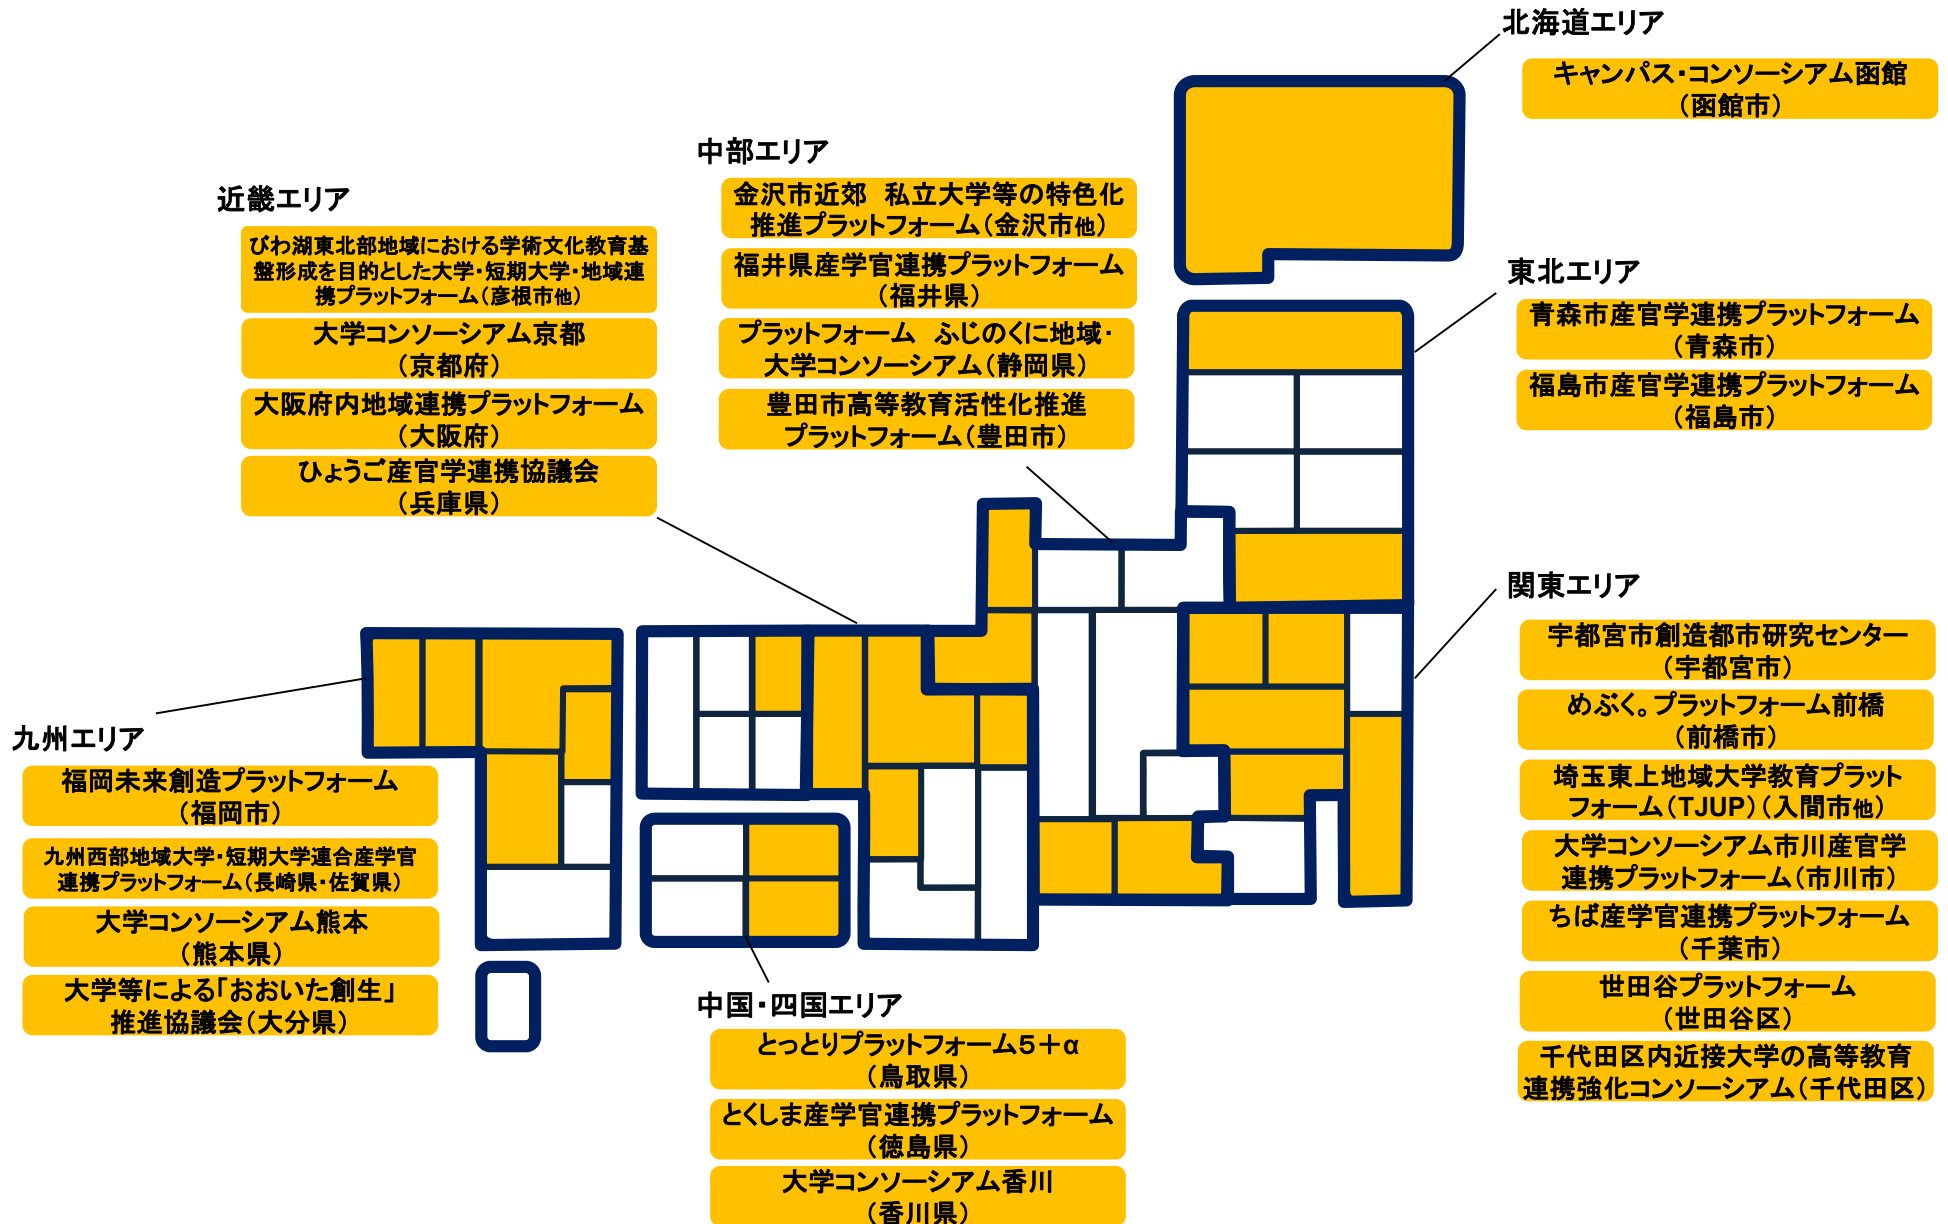 北海道エリア
キャンパス・コンソーシアム函館
（函館市）
東北エリア
青森市産官学連携プラットフォーム
（青森市）
福島市産官学連携プラットフォーム
（福島市）
関東エリア
宇都宮市創造都市研究センター
（宇都宮市）
めぶく。プラットフォーム前橋
（前橋市）
埼玉東上地域大学教育プラット
フォーム（TJUP）（入間市他）
大学コンソーシアム市川産官学
連携プラットフォーム（市川市）
ちば産学官連携プラットフォーム
（千葉市）
世田谷プラットフォーム
（世田谷区）
千代田区内近接大学の高等教育
連携強化コンソーシアム（千代田区）
中部エリア
金沢市近郊　私立大学等の特色化
推進プラットフォーム（金沢市他）
福井県産学官連携プラットフォーム
（福井県）
プラットフォーム　ふじのくに地域・
大学コンソーシアム（静岡県）
豊田市高等教育活性化推進
プラットフォーム（豊田市）
近畿エリア
びわ湖東北部地域における学術文化教育基
盤形成を目的とした大学・短期大学・地域連
携プラットフォーム（彦根市他）
大学コンソーシアム京都
（京都府）
大阪府内地域連携プラットフォーム
（大阪府）
ひょうご産官学連携協議会
（兵庫県）
中国・四国エリア
とっとりプラットフォーム５＋α
（鳥取県）
とくしま産学官連携プラットフォーム
（徳島県）
大学コンソーシアム香川
（香川県）
九州エリア
福岡未来創造プラットフォーム
（福岡市）
九州西部地域大学・短期大学連合産学官
連携プラットフォーム（長崎県・佐賀県）
大学コンソーシアム熊本
（熊本県）
大学等による「おおいた創生」
推進協議会（大分県）